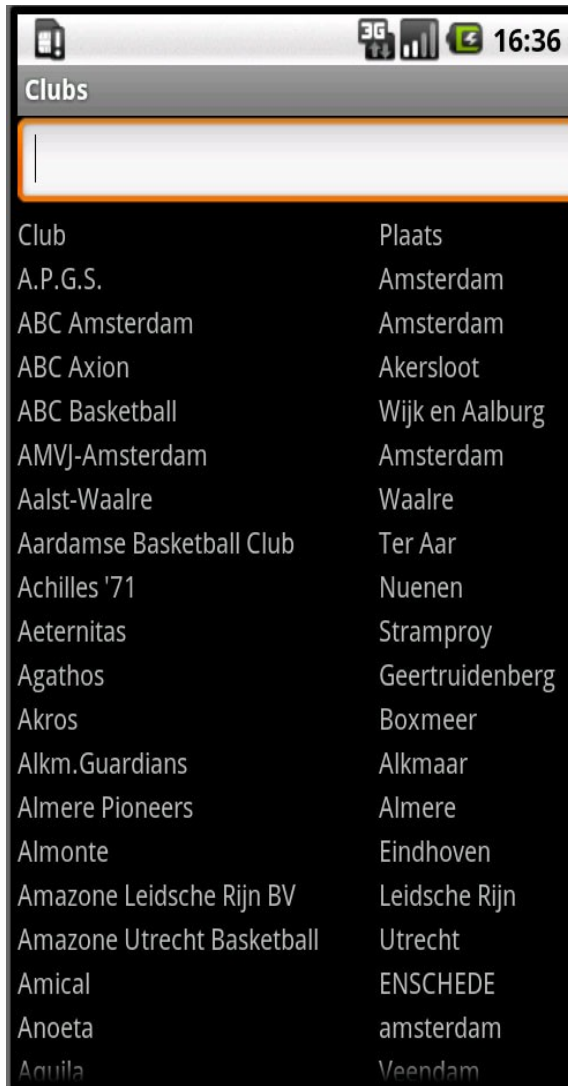 3G 16:36
Clubs
Club Plaats
A.P.G.S. Amsterdam
ABC Amsterdam Amsterdam
ABC Axion Akersloot
ABC Basketball Wijk en Aalburg
AMVJ-Amsterdam Amsterdam
Aalst-Waalre Waalre
Aardamse Basketball Club Ter Aar
Achilles '71 Nuenen
Aeternitas Stramproy
Agathos Geertruidenberg
Akros Boxmeer
Alkm.Guardians Alkmaar
Almere Pioneers Almere
Almonte Eindhoven
Amazone Leidsche Rijn BV Leidsche Rijn
Amazone Utrecht Basketball Utrecht
Amical ENSCHEDE
Anoeta amsterdam
Aquila Veendam